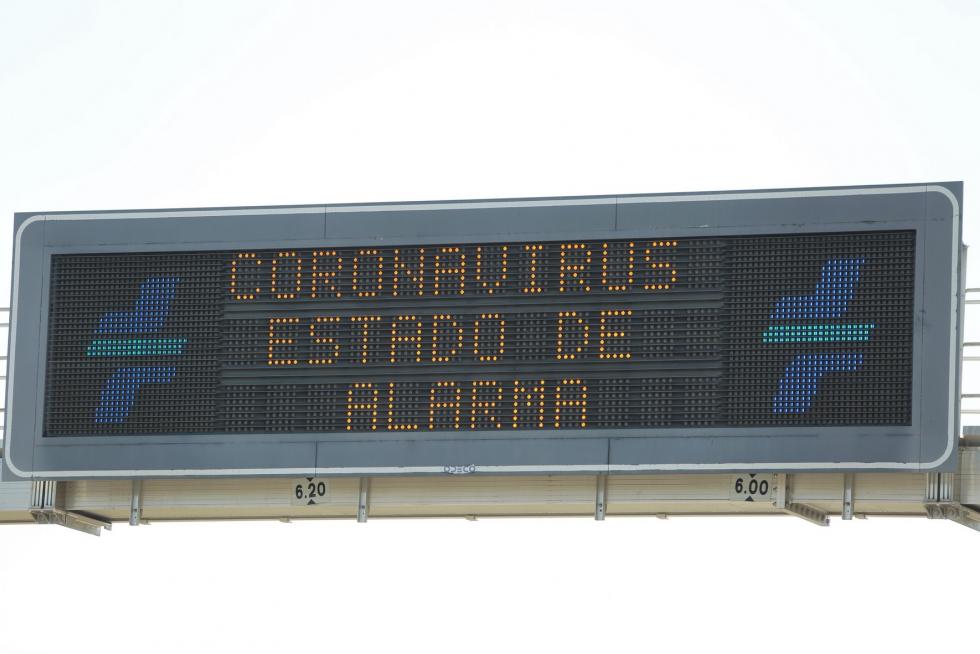 CORONAVIRUS
ESTADO DE
ALARMA
6.20
6.00